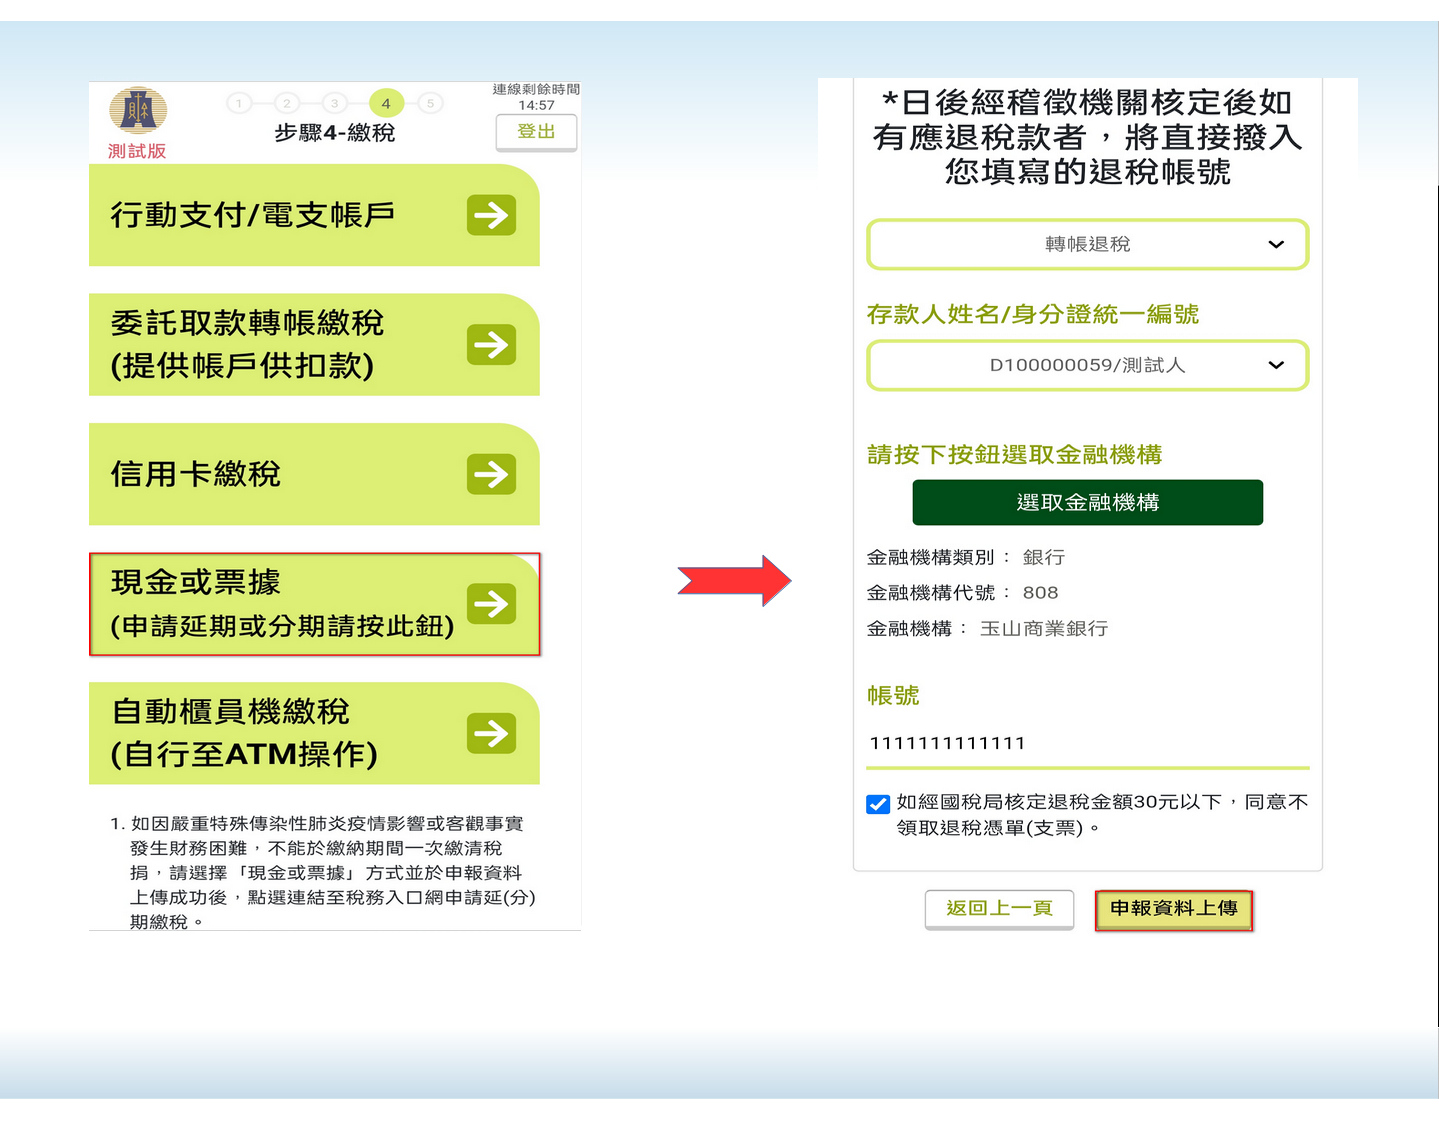 財
測試版
1
2
3
4
5
步驟4-繳稅
連線剩餘時間
14:57
登出
行動支付/電支帳戶
委託取款轉帳繳稅
(提供帳戶供扣款)
信用卡繳稅
現金或票據
(申請延期或分期請按此鈕)
自動櫃員機繳稅
(自行至ATM操作)
1. 如因嚴重特殊傳染性肺炎疫情影響或客觀事實
發生財務困難，不能於繳納期間一次繳清稅
捐，請選擇「現金或票據」方式並於申報資料
上傳成功後，點選連結至稅務入口網申請延(分)
期繳稅。
*日後經稽徵機關核定後如
有應退稅款者，將直接撥入
您填寫的退稅帳號
轉帳退稅
存款人姓名/身分證統一編號
D100000059/測試人
請按下按鈕選取金融機構
選取金融機構
金融機構類別： 銀行
金融機構代號： 808
金融機構： 玉山商業銀行
帳號
1111111111111
如經國稅局核定退稅金額30元以下，同意不
領取退稅憑單(支票)。
返回上一頁
申報資料上傳